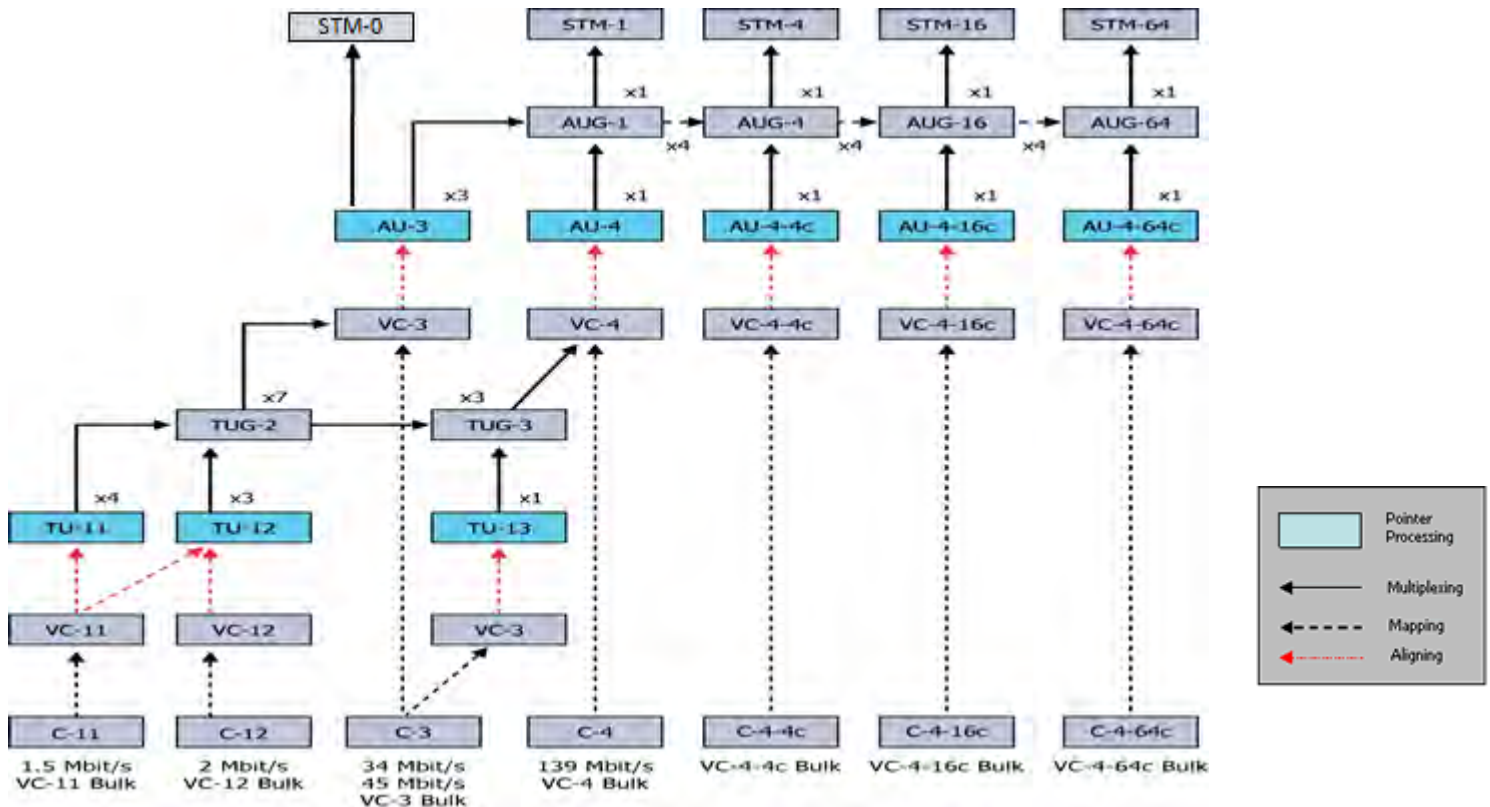 STM-0
STM-1
STM-4
STM-16
STM-64
x1
x1
x1
x1
AUG-1
AUG-4
AUG-16
AUG-64
x4
x4
x4
x3
x1
x1
x1
x1
AU-3
AU-4
AU-4-4c
AU-4-16c
AU-4-64c
VC-3
VC-4
VC-4-4c
VC-4-16c
VC-4-64c
x7
x3
TUG-2
TUG-3
x4
x3
x1
TU-11
TU-12
TU-13
VC-11
VC-12
VC-3
C-11
C-12
C-3
C-4
C-4-4c
C-4-16c
C-4-64c
1.5 Mbit/s
VC-11 Bulk
2 Mbit/s
VC-12 Bulk
34 Mbit/s
45 Mbit/s
VC-3 Bulk
139 Mbit/s
VC-4 Bulk
VC-4-4c Bulk
VC-4-16c Bulk
VC-4-64c Bulk
Pointer
Processing
Multiplexing
Mapping
Aligning